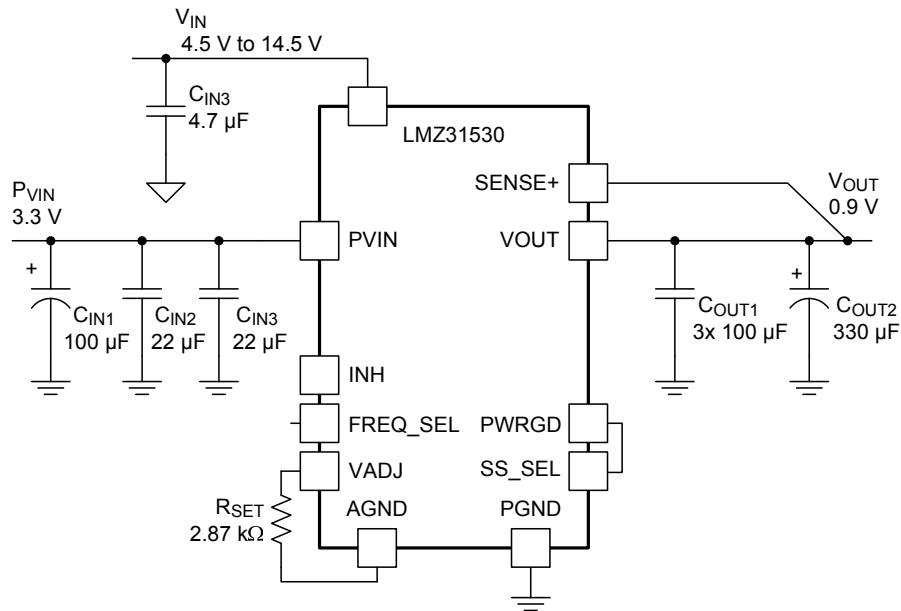 VIN
4.5 V to 14.5 V
CIN3
4.7 µF
LMZ31530
SENSE+
PVIN
3.3 V
VOUT
0.9 V
PVIN
VOUT
+
CIN1
100 µF
CIN2
22 µF
CIN3
22 µF
COUT1
3x 100 µF
+
COUT2
330 µF
INH
FREQ_SEL
PWRGD
VADJ
SS_SEL
RSET
2.87 kΩ
AGND
PGND